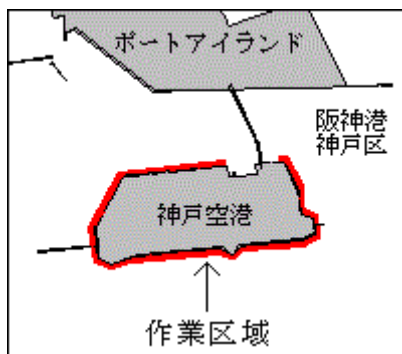 ポートアイランド
阪神港
神戸区
神戸空港
作業区域